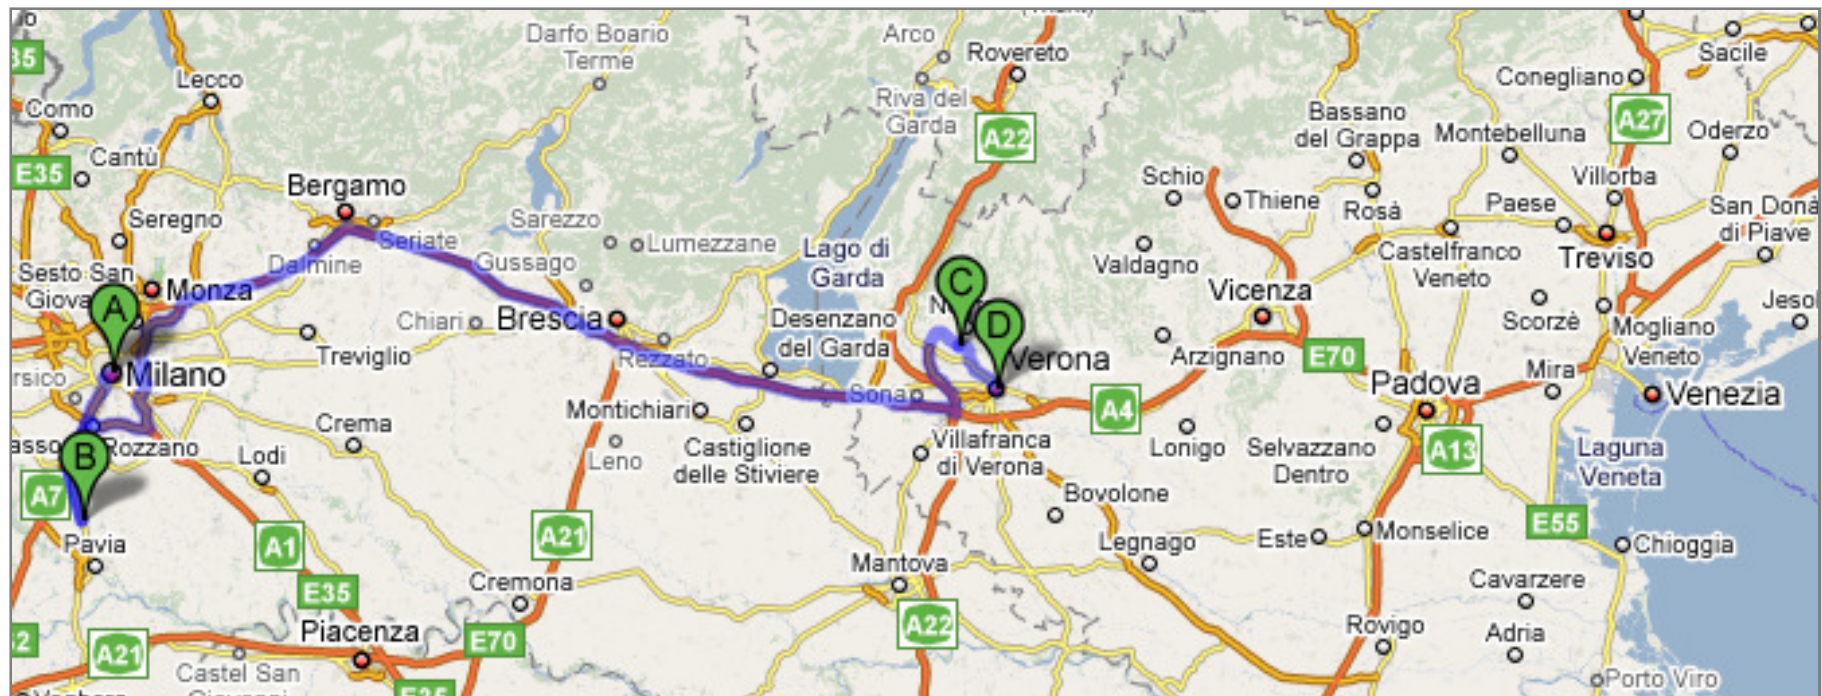 Darfo Boario
Terme
Arco
Rovereto
Sacile
35
Lecco
Conegliano
Como
Riva del
Garda
A22
Bassano
del Grappa
A27
Montebelluna
Oderzo
Cantù
E35
Schio
Villorba
Bergamo
Thiene
Rosà
Paese
San Donà
di Piave
Seregno
Sarezzo
Seriate
Lumezzane
Lago di
Garda
Valdagno
Castelfranco
Veneto
Treviso
Dalmine
Gussago
Sesto San
Monza
C
Vicenza
Scorzè
A
Chiari
Brescia
Desenzano
del Garda
D
Mogliano
Veneto
Treviglio
Rezzato
Verona
Arzignano
E70
Mira
Milano
Sona
Padova
Venezia
A4
Rozzano
Crema
Montichiari
Castiglione
delle Stiviere
Villafranca
di Verona
Lonigo
Selvazzano
Dentro
A13
Laguna
Veneta
B
Lodi
Leno
A7
Bovolone
E55
Pavia
A1
A21
Legnago
Este
Monselice
Chioggia
Mantova
Cremona
Cavarzere
E35
Piacenza
E70
A22
Rovigo
Adria
A21
Castel San
Porto Viro
E35